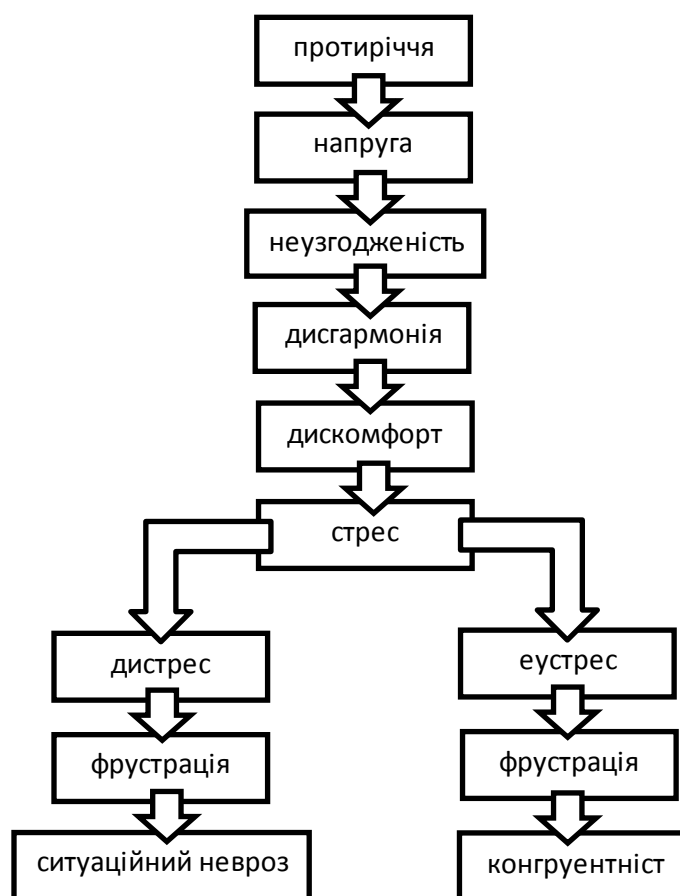 протиріччя
напруга
неузгодженість
дисгармонія
дискомфорт
стрес
дистрес
еустрес
фрустрація
фрустрація
ситуаційний невроз
конгруентніст